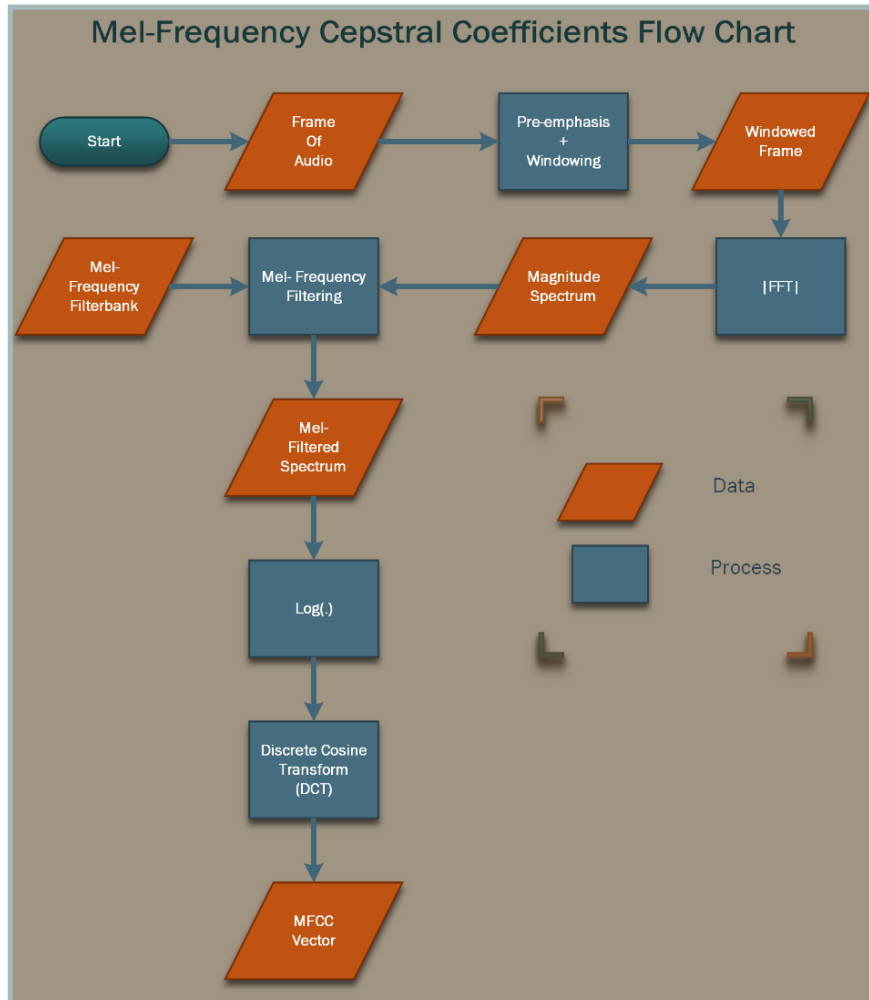 Mel-Frequency Cepstral Coefficients Flow Chart
Start
Frame
Of
Audio
Pre-emphasis
+
Windowing
Windowed
Frame
Mel-
Frequency
Filterbank
Mel- Frequency
Filtering
Magnitude
Spectrum
|FFT|
Mel-
Filtered
Spectrum
Data
Process
Log(.)
Discrete Cosine
Transform
(DCT)
MFCC
Vector